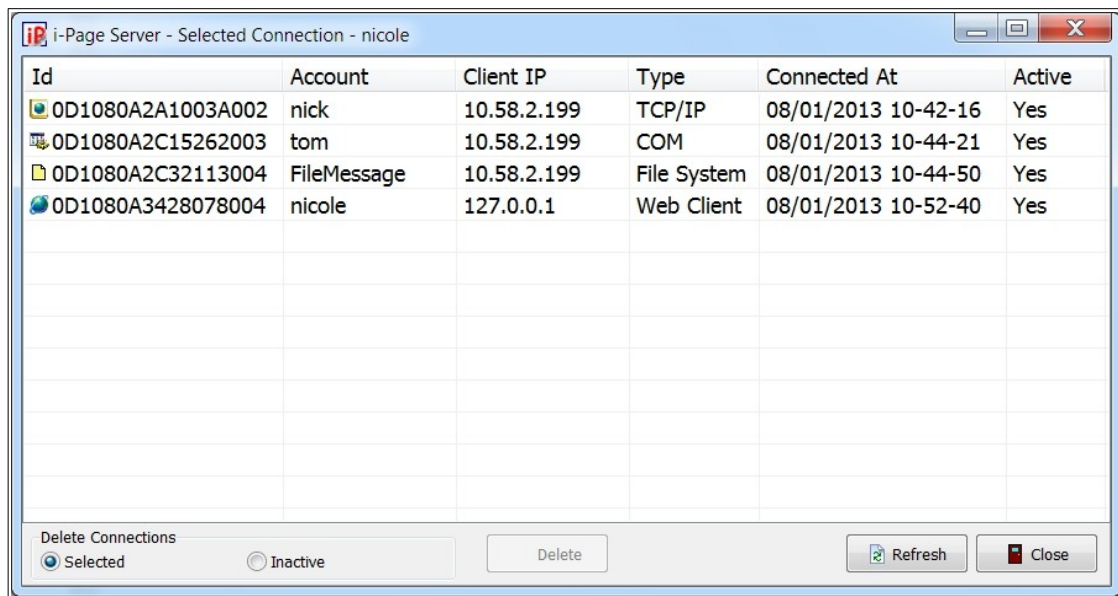 iP i-Page Server - Selected Connection - nicole
Id Account Client IP Type Connected At Active
0D1080A2A1003A002 nick 10.58.2.199 TCP/IP 08/01/2013 10-42-16 Yes
0D1080A2C15262003 tom 10.58.2.199 COM 08/01/2013 10-44-21 Yes
0D1080A2C32113004 FileMessage 10.58.2.199 File System 08/01/2013 10-44-50 Yes
0D1080A3428078004 nicole 127.0.0.1 Web Client 08/01/2013 10-52-40 Yes
Delete Connections
Selected Inactive Delete Refresh Close